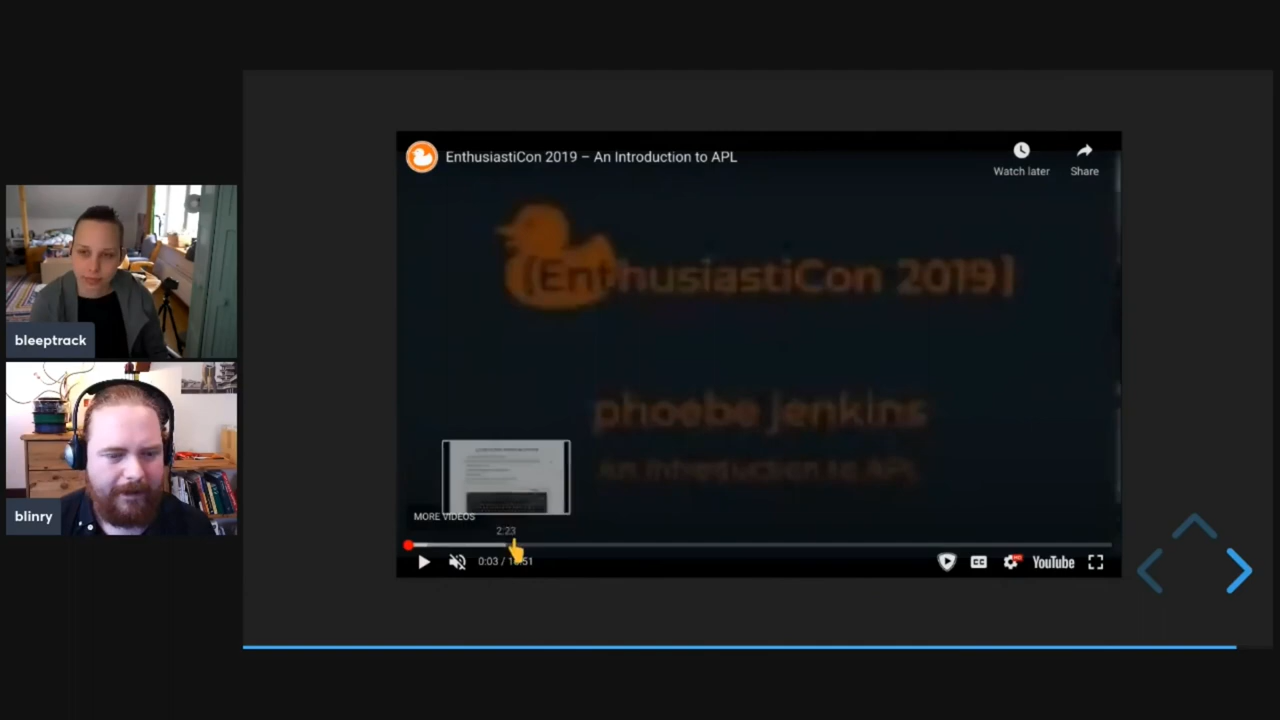 EnthusiastiCon 2019 – An Introduction to APL
Watch later
Share
[EnthusiastiCon 2019]
phoebe jenkins
An Introduction to APL
bleeptrack
blinry
MORE VIDEOS
2:23
0:03 /
CC
YouTube